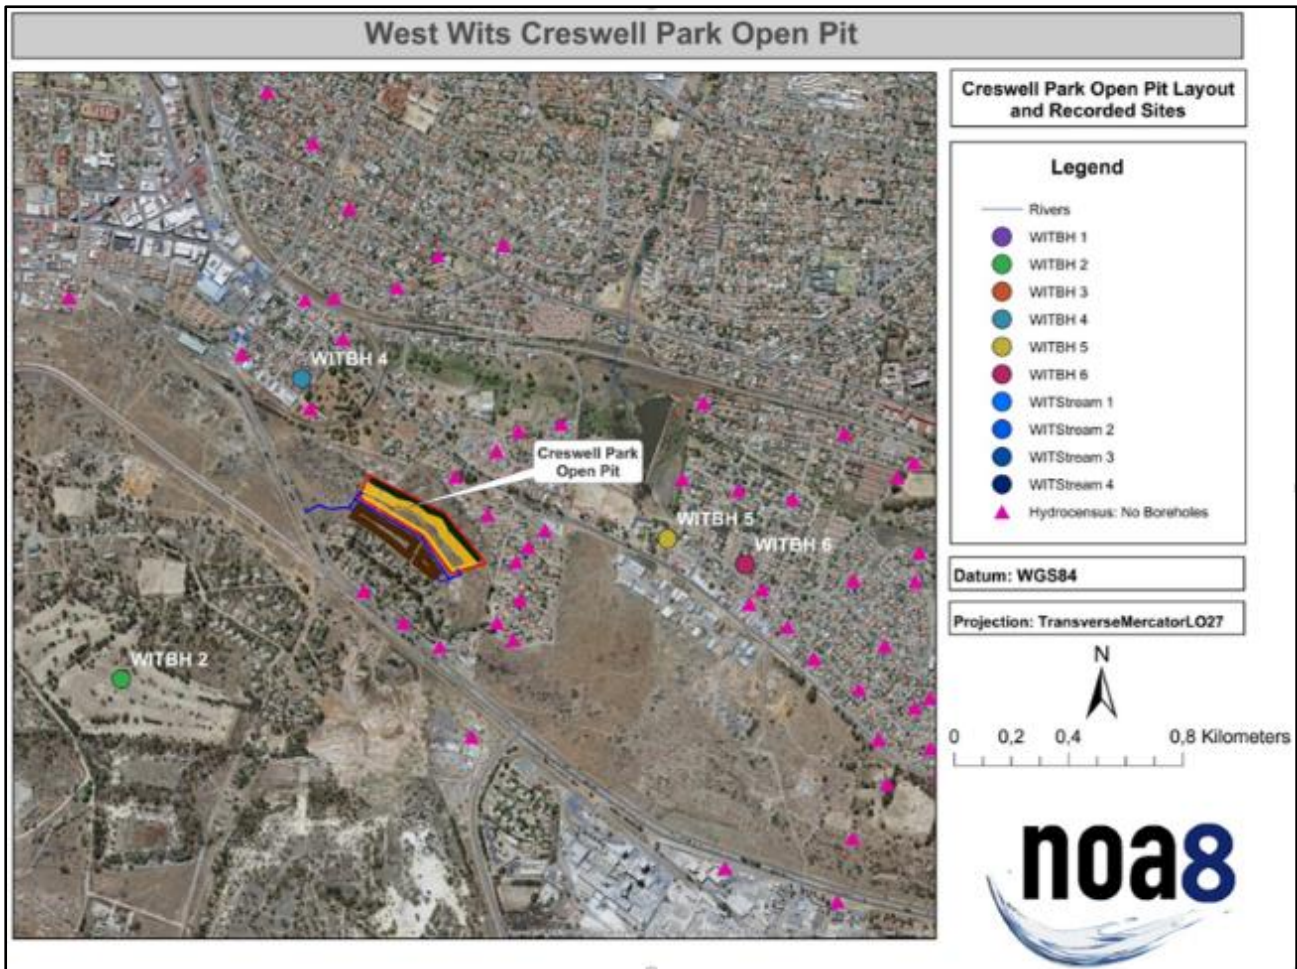 West Wits Creswell Park Open Pit
Creswell Park Open Pit Layout
and Recorded Sites
Legend
Rivers
WITBH 1
WITBH 2
WITBH 3
WITBH 4
WITBH 5
WITBH 6
WITStream 1
WITStream 2
WITStream 3
WITStream 4
Hydrocensus: No Boreholes
Datum: WGS84
Projection: TransverseMercatorLO27
N
0 0,2 0,4 0,8 Kilometers
noa8
WITBH 4
Creswell Park
Open Pit
WITBH 5
WITBH 6
WITBH 2